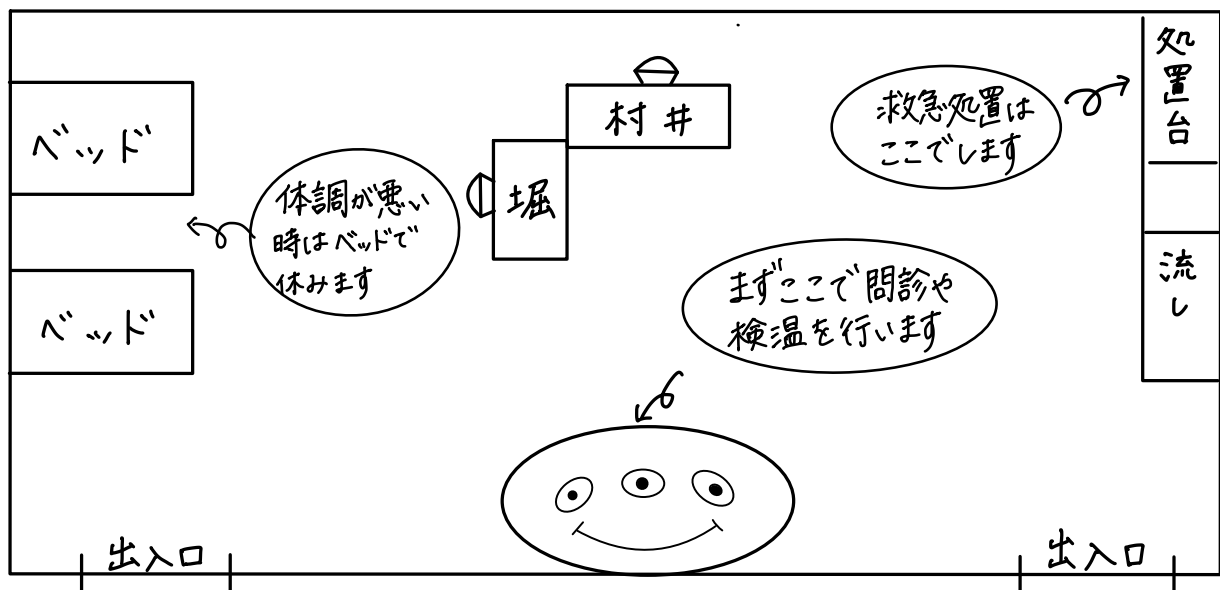 ベッド
ベッド
体調が悪い
時はベッドで
休みます
堀
村井
救急処置は
ここでします
処置台
流し
まずここで問診や
検温を行います
出入口
出入口